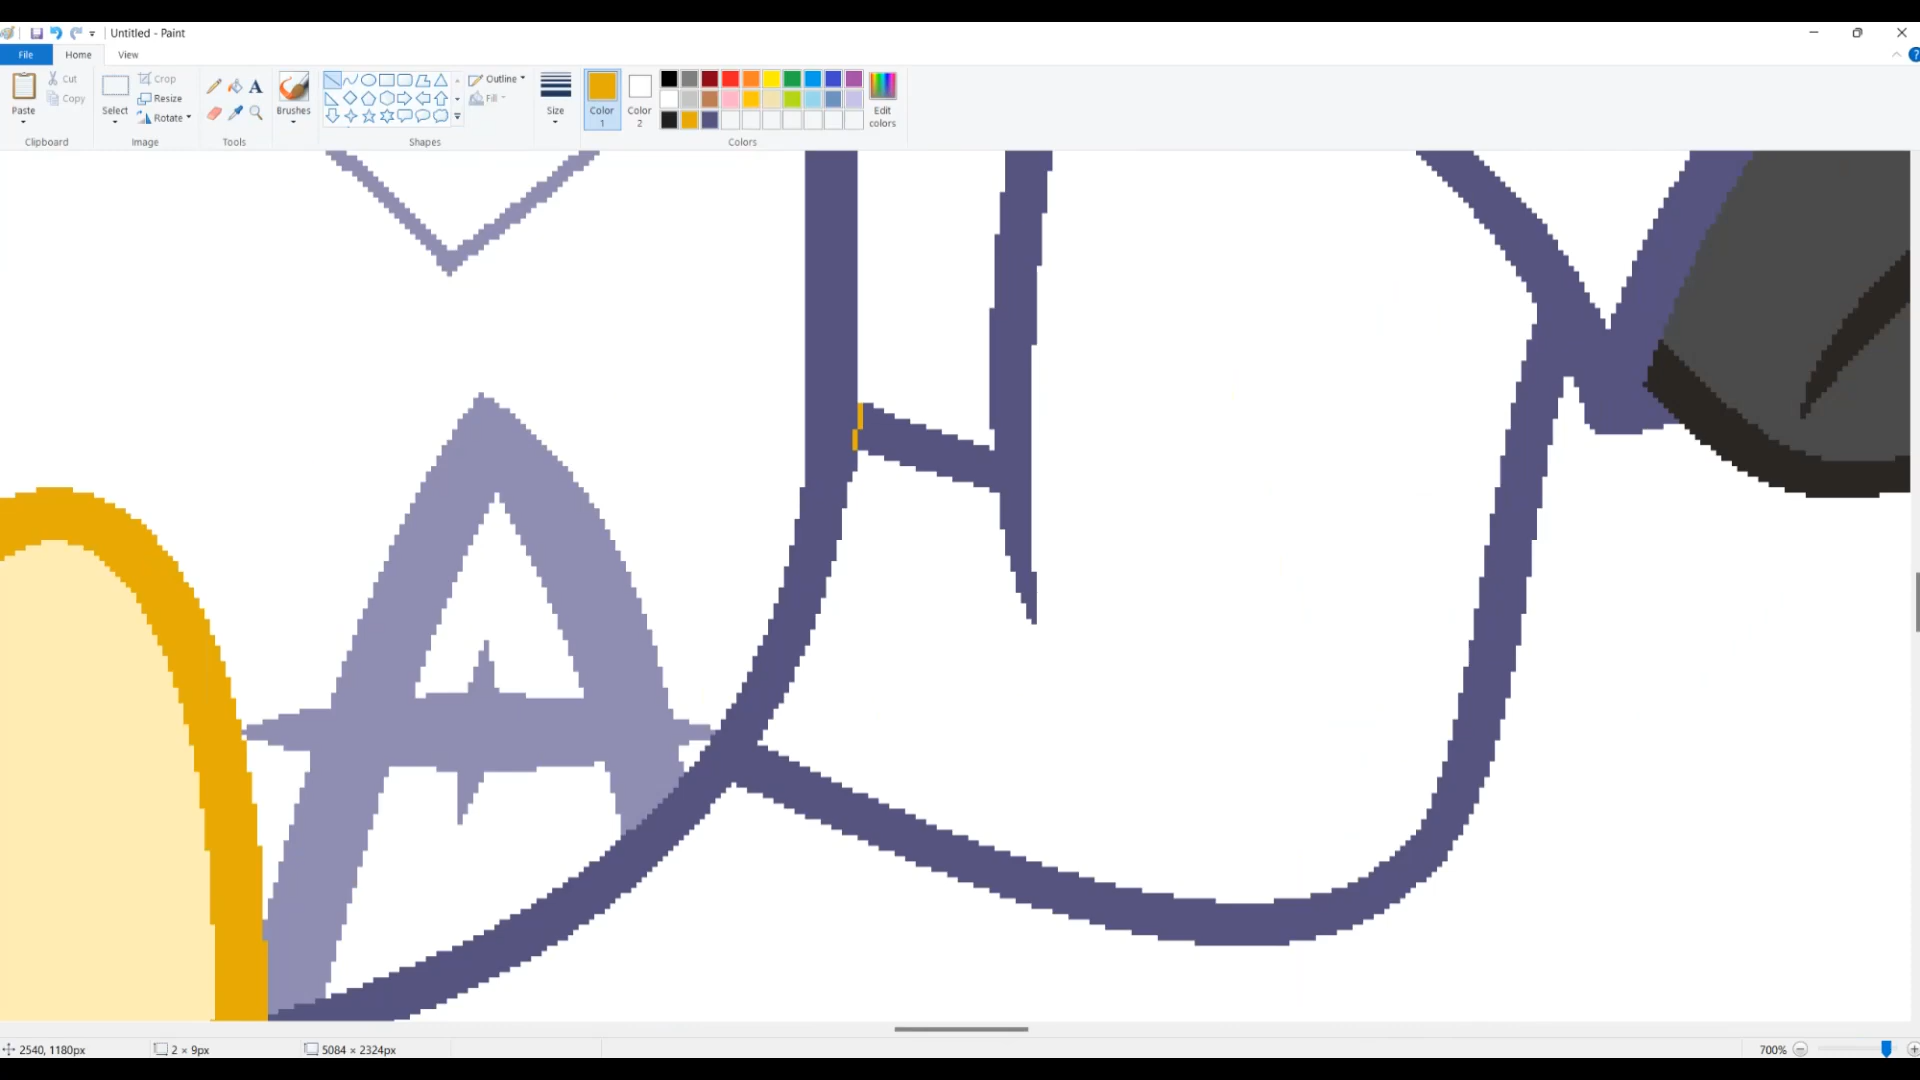 Untitled - Paint
File Home View
Paste
Cut
Copy
Clipboard
Select
Crop
Resize
Rotate
Image
A
Tools
Brushes
Outline
Fill
Shapes
Size
Color 1
Color 2
Edit colors
Colors
2540, 1180px
2 × 9px
5084 × 2324px
700%